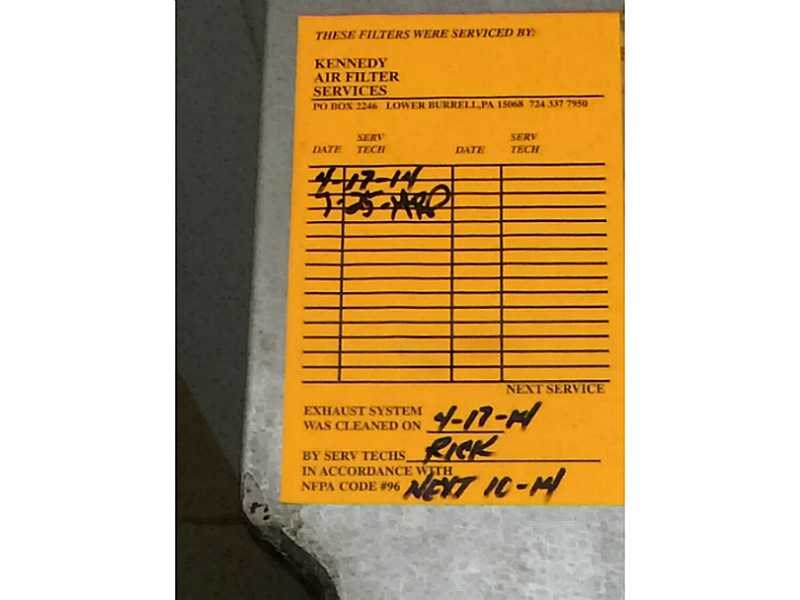 THESE FILTERS WERE SERVICED BY:
KENNEDY
AIR FILTER
SERVICES
PO BOX 2246 LOWER BURRELL,PA 15068 724 337 7950
DATE SERV TECH DATE SERV TECH
4-17-14
NEXT SERVICE
EXHAUST SYSTEM
WAS CLEANED ON 4-17-14
BY SERV TECHS RICK
IN ACCORDANCE WITH
NFPA CODE #96 NEXT 10-14